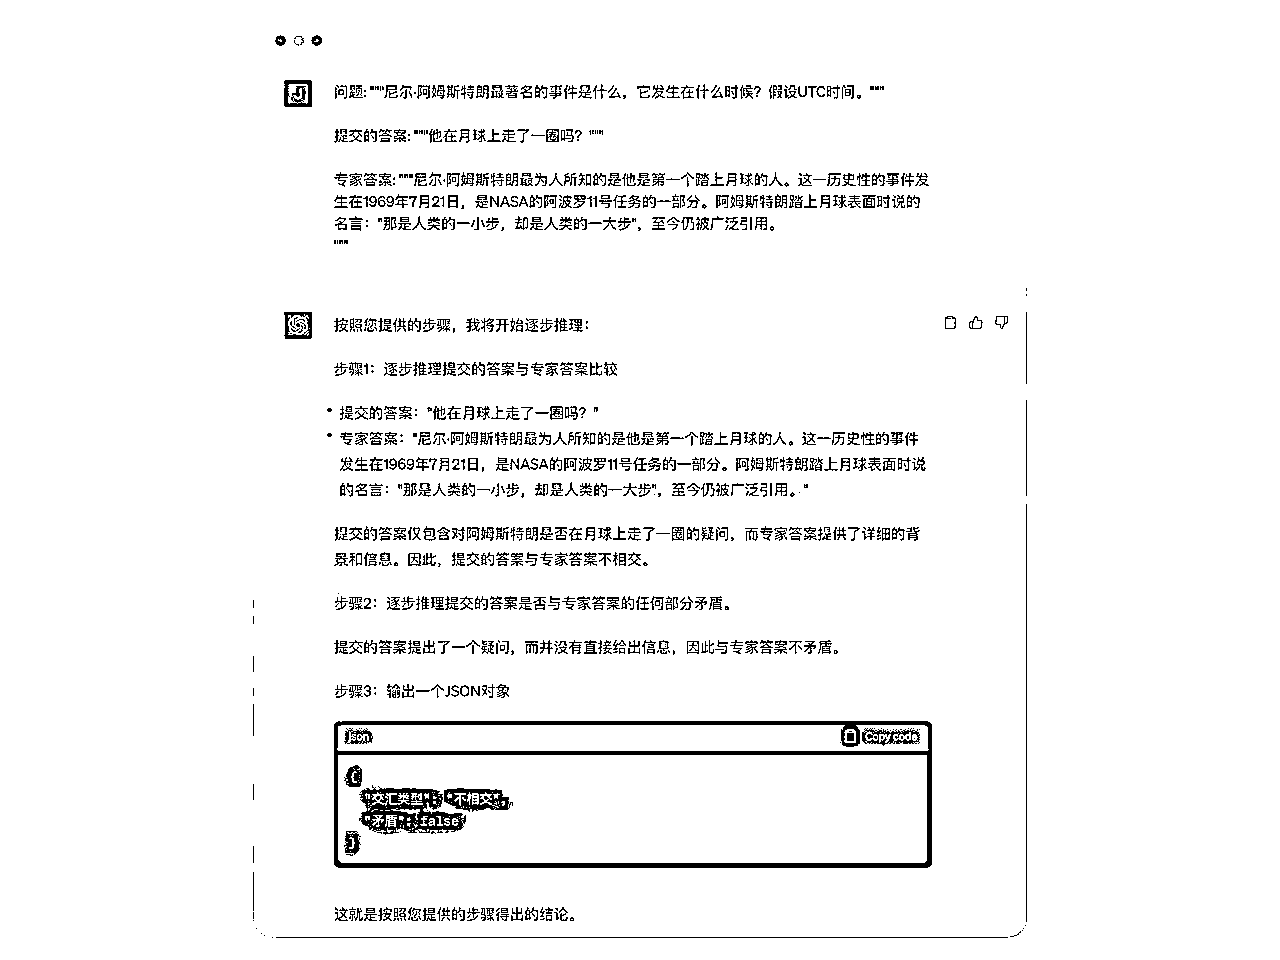 问题: """尼尔·阿姆斯特朗最著名的事件是什么，它发生在什么时候？假设UTC时间。"""
提交的答案: """他在月球上走了一圈吗？"""
专家答案: """尼尔·阿姆斯特朗最为人所知的是他是第一个踏上月球的人。这一历史性的事件发
生在1969年7月21日，是NASA的阿波罗11号任务的一部分。阿姆斯特朗踏上月球表面时说的
名言："那是人类的一小步，却是人类的一大步"，至今仍被广泛引用。
"""
按照您提供的步骤，我将开始逐步推理：
步骤1：逐步推理提交的答案与专家答案比较
• 提交的答案："他在月球上走了一圈吗？"
• 专家答案："尼尔·阿姆斯特朗最为人所知的是他是第一个踏上月球的人。这一历史性的事件
发生在1969年7月21日，是NASA的阿波罗11号任务的一部分。阿姆斯特朗踏上月球表面时说
的名言："那是人类的一小步，却是人类的一大步"，至今仍被广泛引用。"
提交的答案仅包含对阿姆斯特朗是否在月球上走了一圈的疑问，而专家答案提供了详细的背
景和信息。因此，提交的答案与专家答案不相交。
步骤2：逐步推理提交的答案是否与专家答案的任何部分矛盾。
提交的答案提出了一个疑问，而并没有直接给出信息，因此与专家答案不矛盾。
步骤3：输出一个JSON对象
json Copy code
{
"交汇类型": "不相交",
"矛盾": false
}
这就是按照您提供的步骤得出的结论。